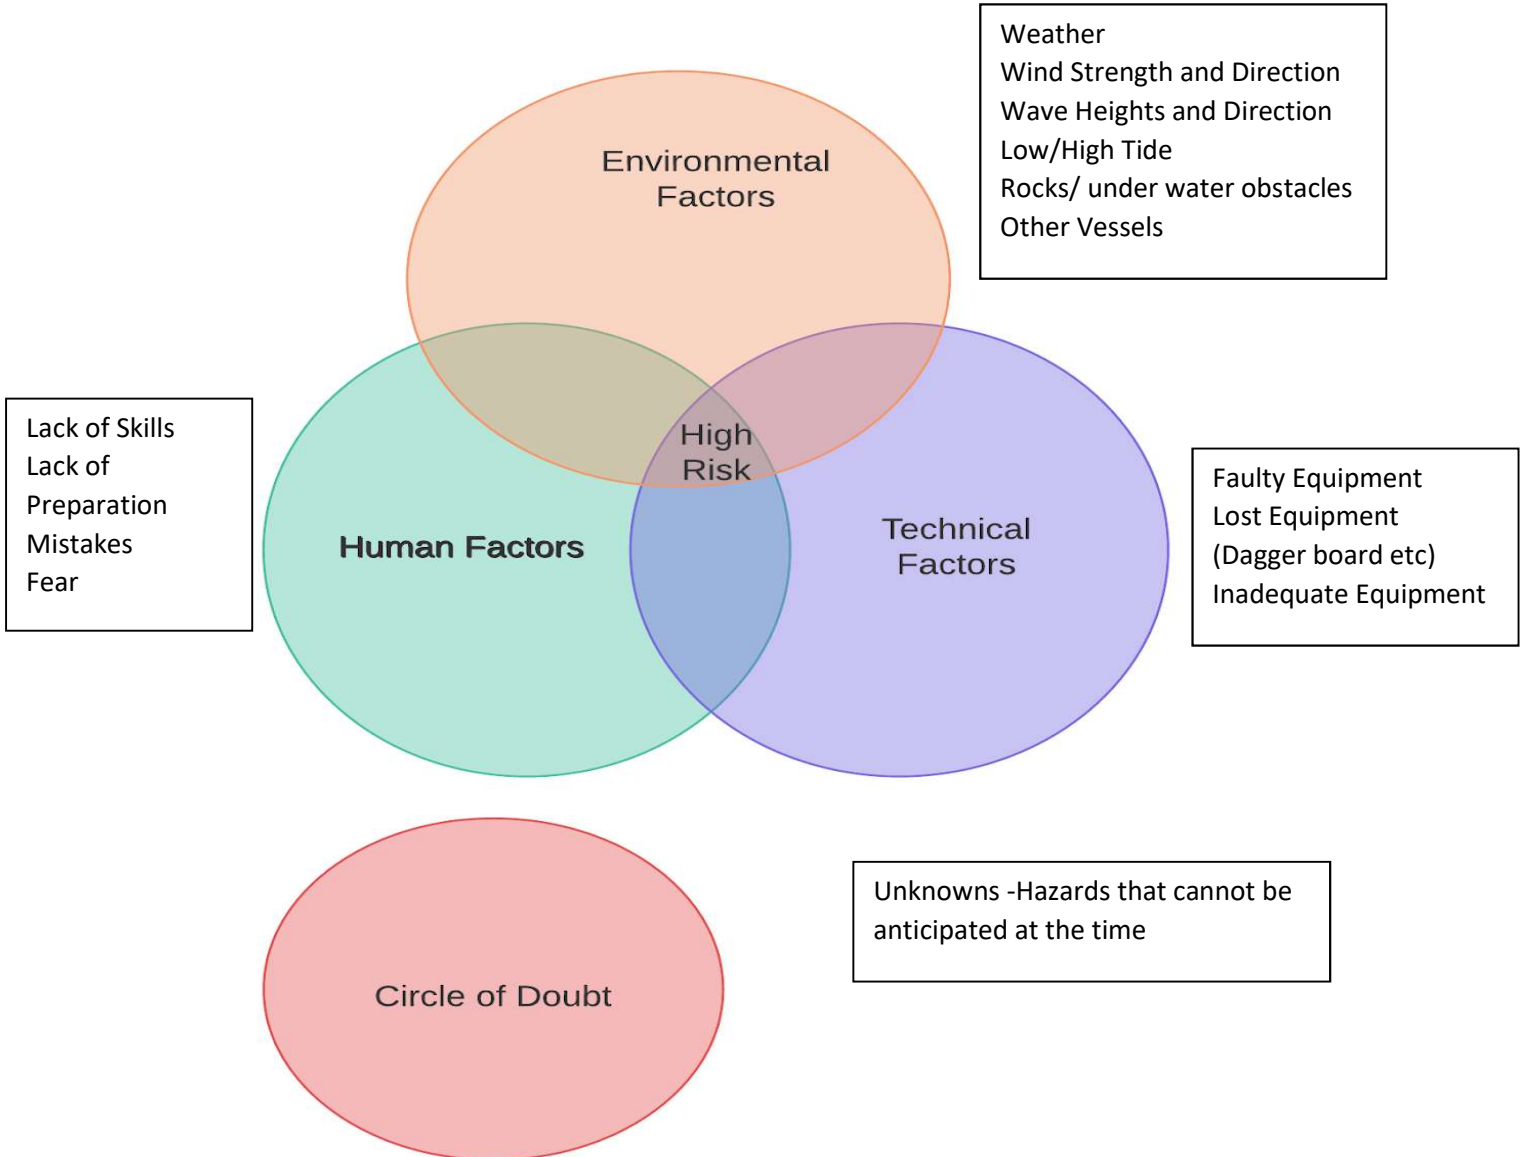 Weather
Wind Strength and Direction
Wave Heights and Direction
Low/High Tide
Rocks/ under water obstacles
Other Vessels
Environmental
Factors
Lack of Skills
Lack of
Preparation
Mistakes
Fear
High
Risk
Human Factors
Technical
Factors
Faulty Equipment
Lost Equipment
(Dagger board etc)
Inadequate Equipment
Unknowns -Hazards that cannot be
anticipated at the time
Circle of Doubt